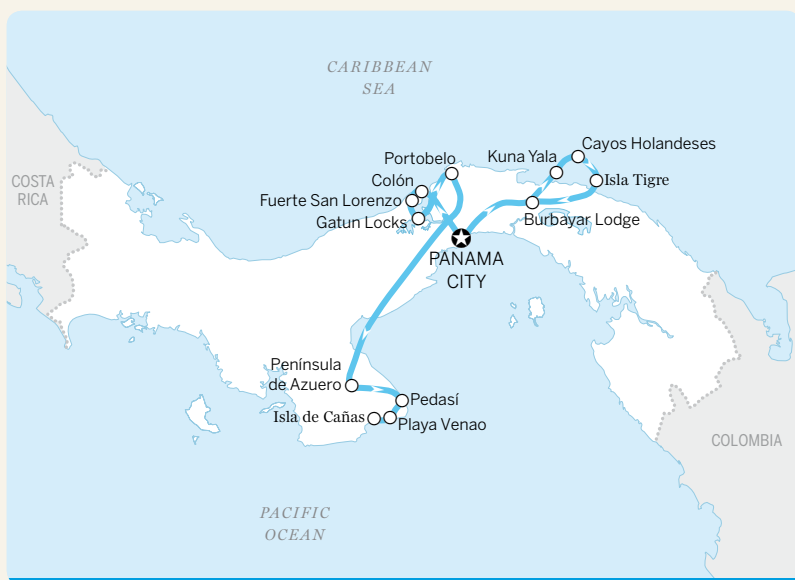 CARIBBEAN
SEA
Cayos Holandeses
Portobelo
Kuna Yala
COSTA
RICA
Colón
Isla Tigre
Fuerte San Lorenzo
Gatun Locks
Burbayar Lodge
PANAMA
CITY
Península
de Azuero
Pedasí
Isla de Cañas
Playa Venao
COLOMBIA
PACIFIC
OCEAN